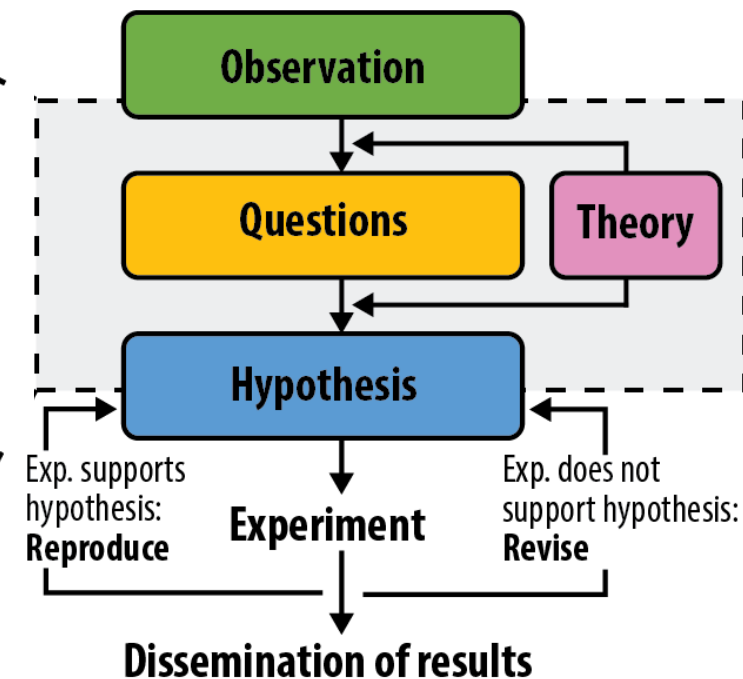 Observation
Questions
Theory
Hypothesis
Exp. supports
hypothesis:
Reproduce
Experiment
Exp. does not
support hypothesis:
Revise
Dissemination of results